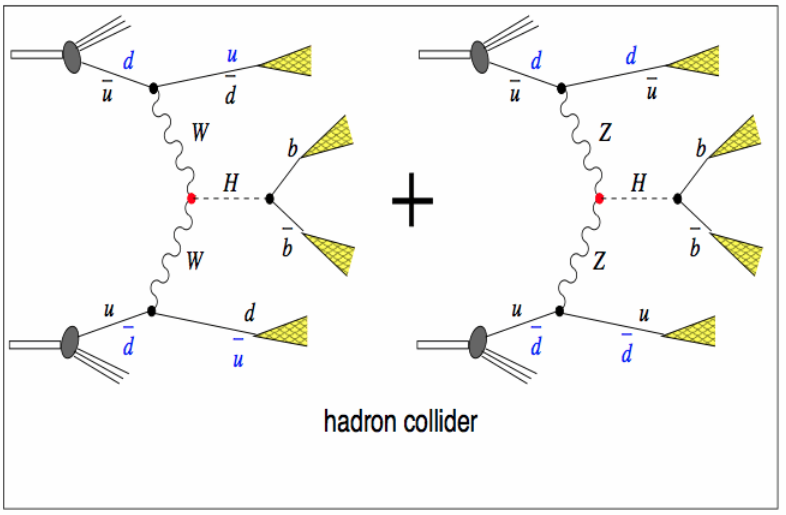 d u d d
ū d̄ ū ū
W Z
b b
H + H
b̄ b̄
W Z
u d u u
d̄ ū d̄ d̄
hadron collider